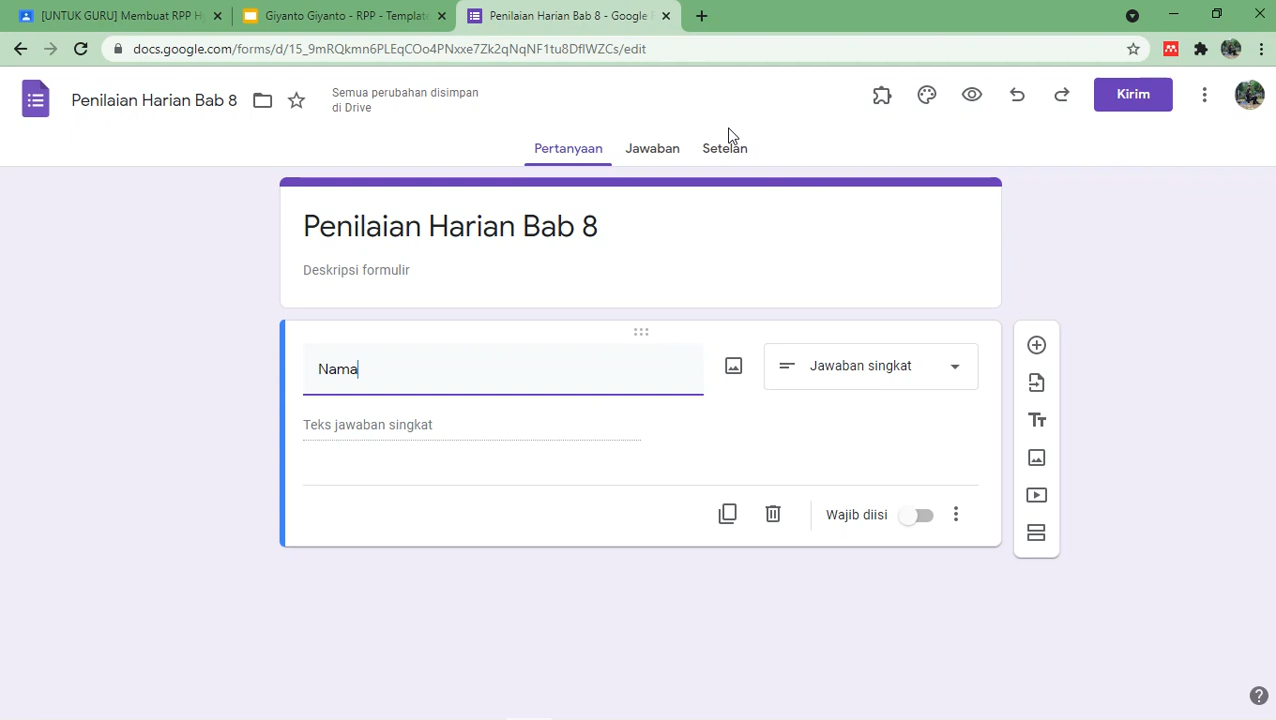 [UNTUK GURU] Membuat RPP H
Giyanto Giyanto - RPP - Templat
Penilaian Harian Bab 8 - Google F
docs.google.com/forms/d/15_9mRQkmn6PLEqCOo4PNxxe7Zk2qNqNF1tu8DfIWZCs/edit
Penilaian Harian Bab 8
Semua perubahan disimpan
di Drive
Kirim
Pertanyaan
Jawaban
Setelan
Penilaian Harian Bab 8
Deskripsi formulir
Nama
Jawaban singkat
Teks jawaban singkat
Wajib diisi